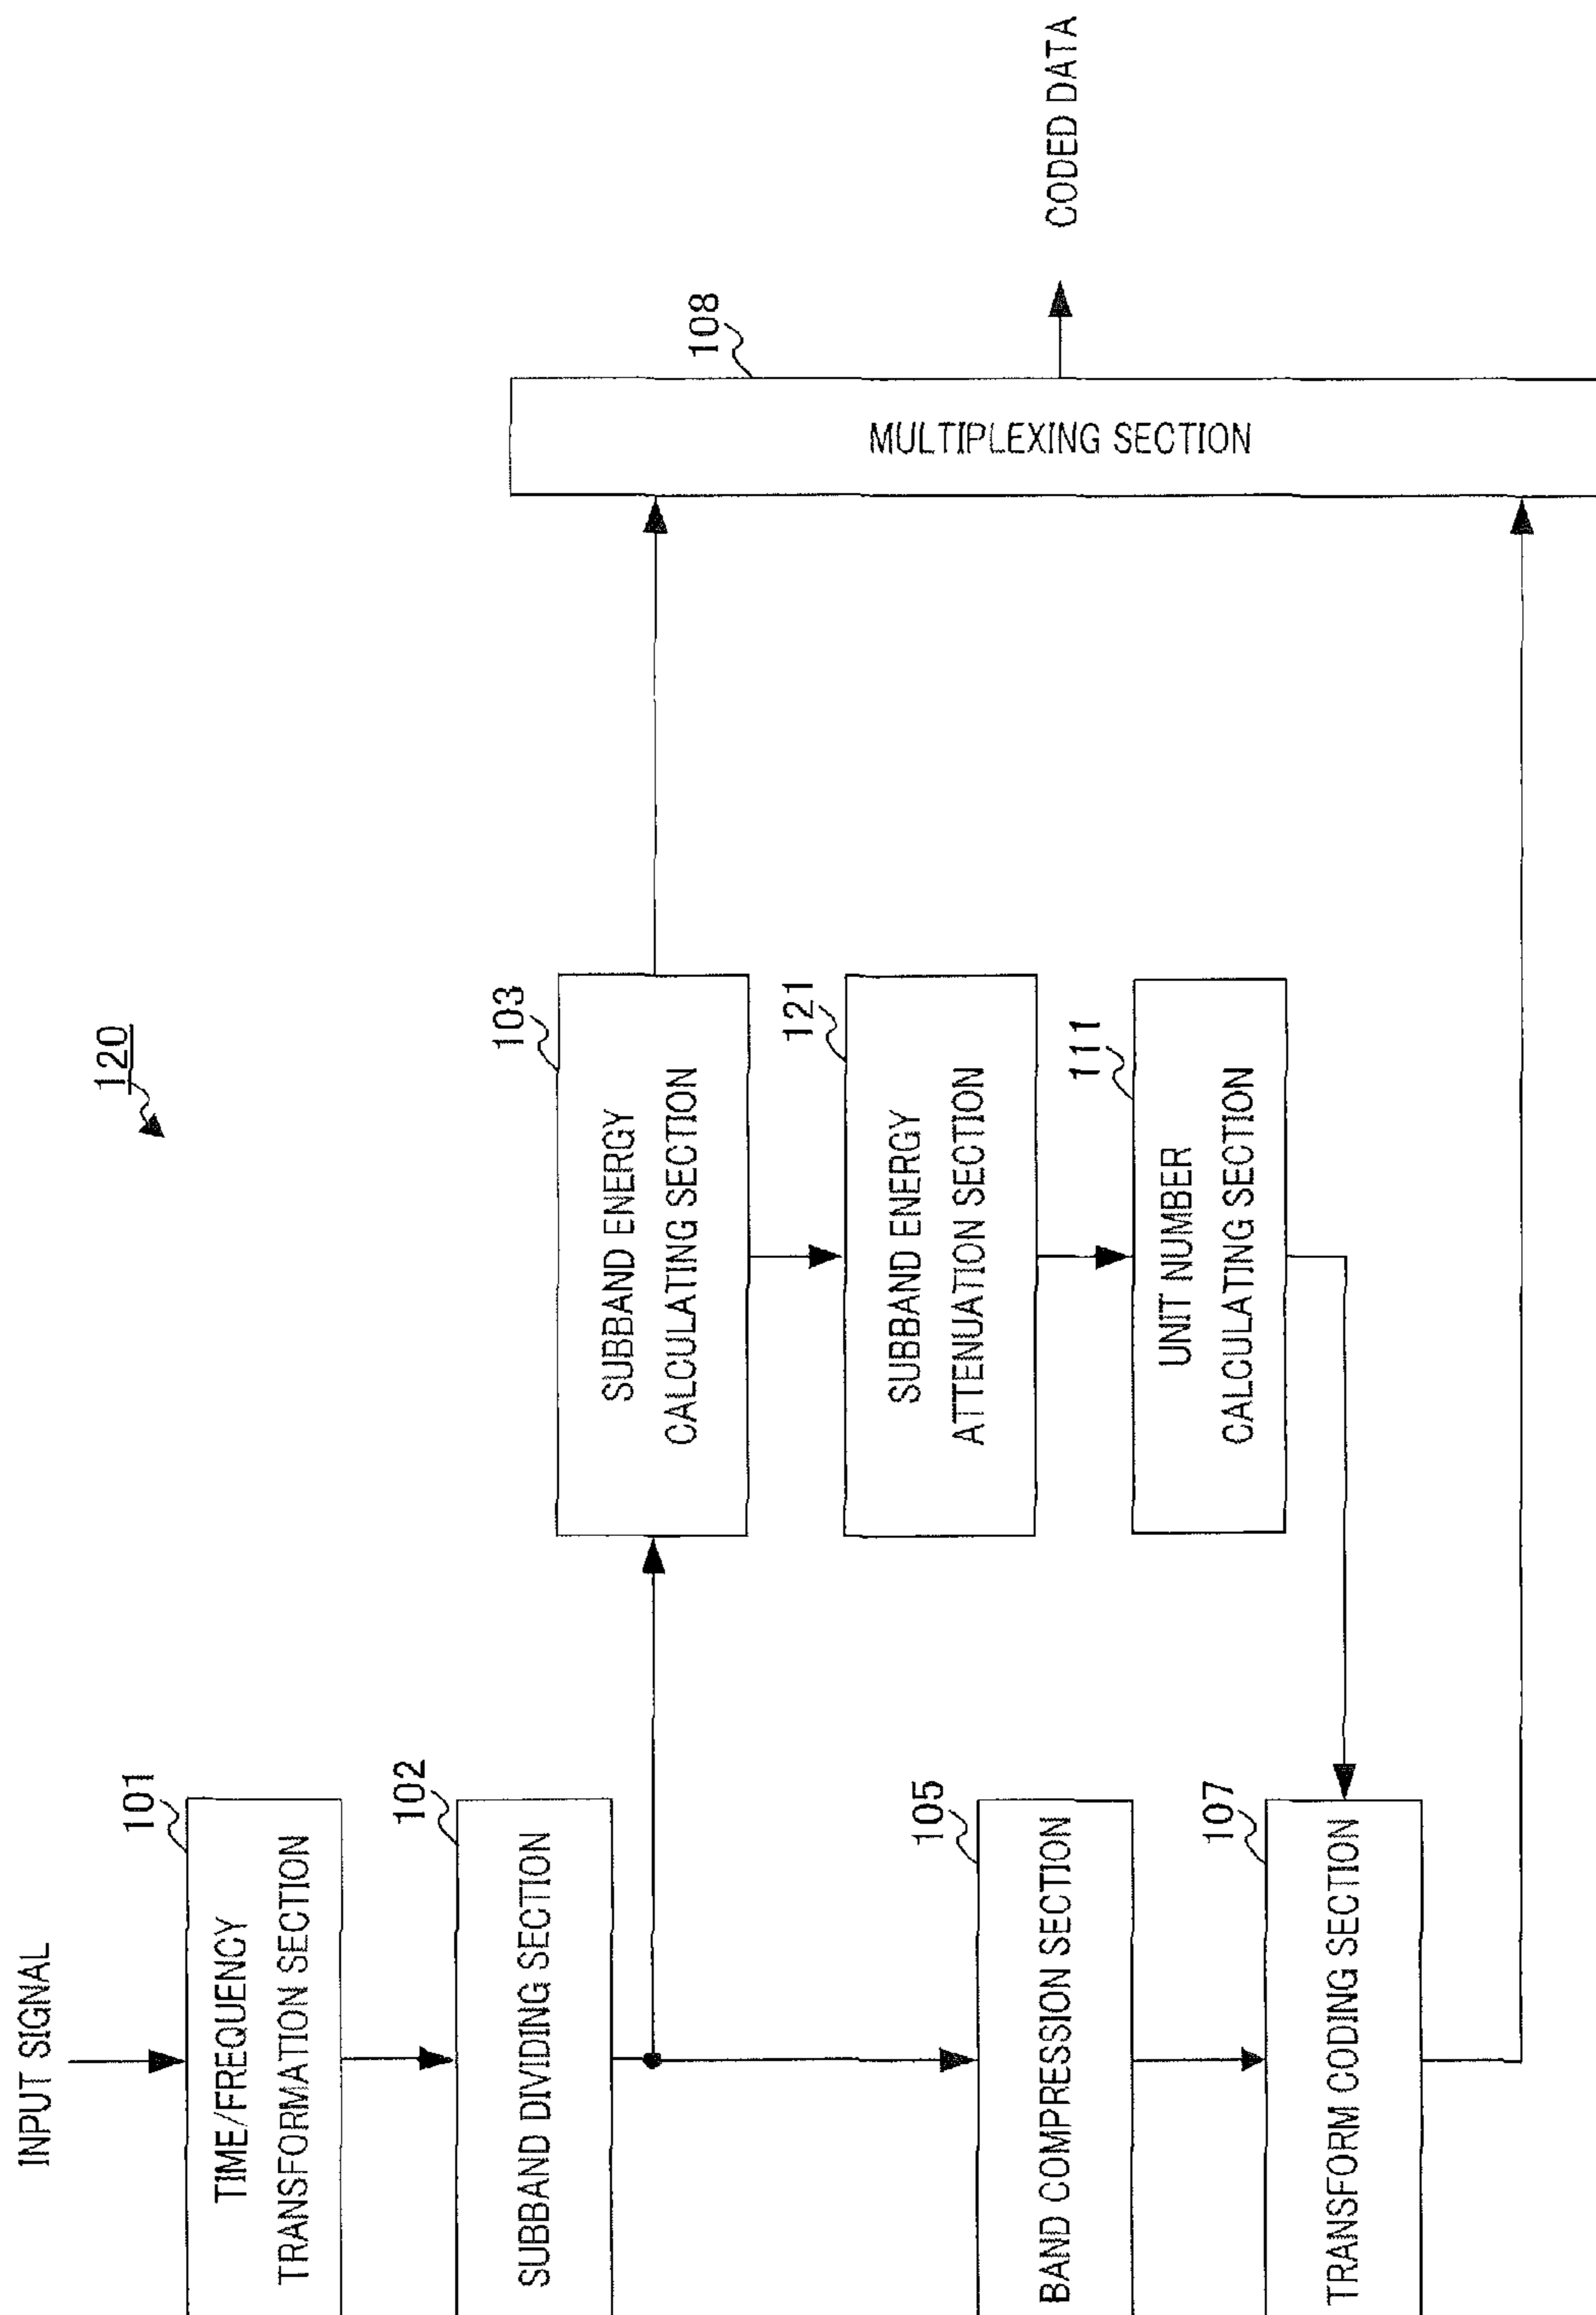 120
INPUT SIGNAL
101
TIME/FREQUENCY
TRANSFORMATION SECTION
102
SUBBAND DIVIDING SECTION
103
SUBBAND ENERGY
CALCULATING SECTION
121
SUBBAND ENERGY
ATTENUATION SECTION
111
UNIT NUMBER
CALCULATING SECTION
105
BAND COMPRESSION SECTION
107
TRANSFORM CODING SECTION
108
MULTIPLEXING SECTION
CODED DATA